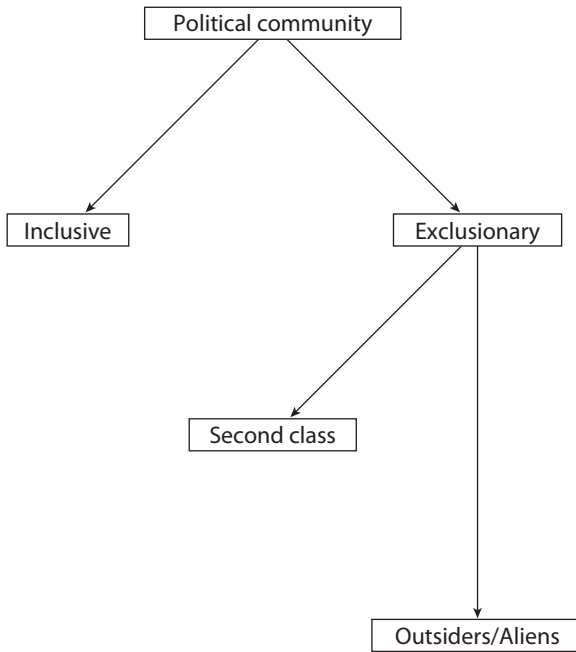 Political community
Inclusive
Exclusionary
Second class
Outsiders/Aliens